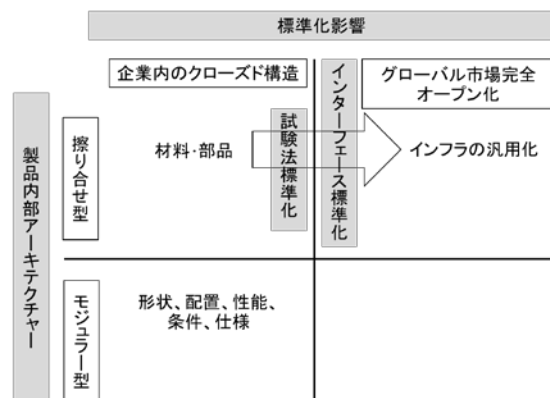 標準化影響
企業内のクローズド構造
インターフェース標準化
グローバル市場完全
オープン化
製品内部アーキテクチャー
擦り合せ型
材料・部品
試験法標準化
インフラの汎用化
モジュラー型
形状、配置、性能、
条件、仕様